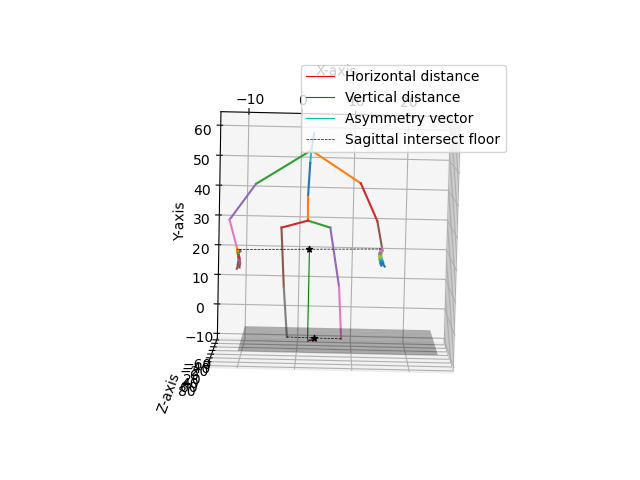 X-axis
Horizontal distance
Vertical distance
Asymmetry vector
Sagittal intersect floor
−10 0 10 20
60
50
40
30
20
10
0
−10
Y-axis
Z-axis
80